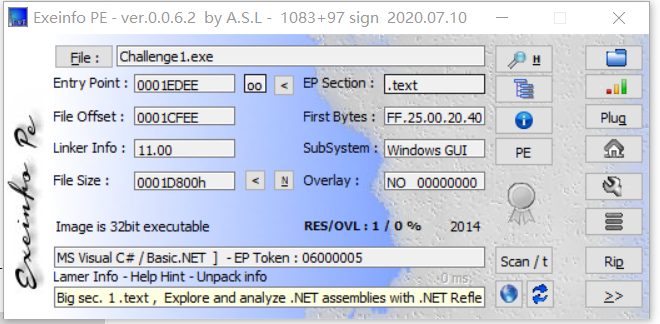 Exeinfo PE - ver.0.0.6.2 by A.S.L - 1083+97 sign 2020.07.10
File : Challenge1.exe H
Entry Point : 0001EDEE oo < EP Section : .text
File Offset : 0001CFEE First Bytes : FF.25.00.20.40 Plug
Linker Info : 11.00 SubSystem : Windows GUI PE
File Size : 0001D800h < N Overlay : NO 00000000
Image is 32bit executable RES/OVL : 1 / 0 % 2014
MS Visual C# / Basic.NET ] - EP Token : 06000005 Scan / t Rip
Lamer Info - Help Hint - Unpack info 0 ms.
Big sec. 1 .text , Explore and analyze .NET assemblies with .NET Refle >>
Exeinfo Pe